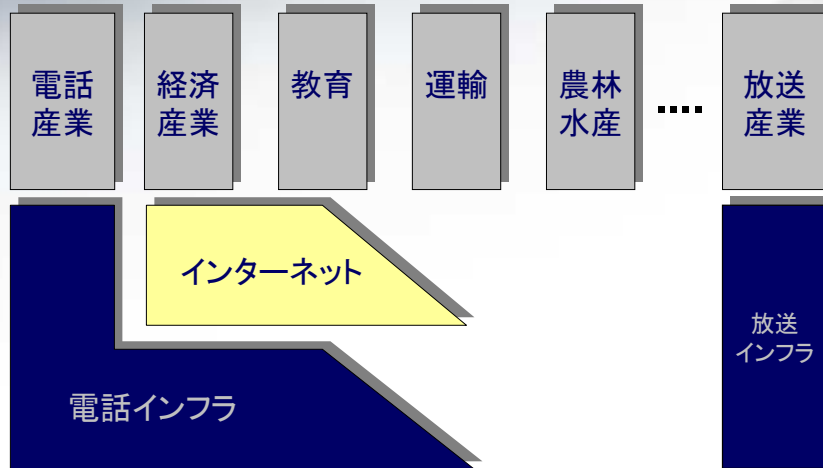 電話
産業
経済
産業
教育
運輸
農林
水産
....
放送
産業
インターネット
放送
インフラ
電話インフラ